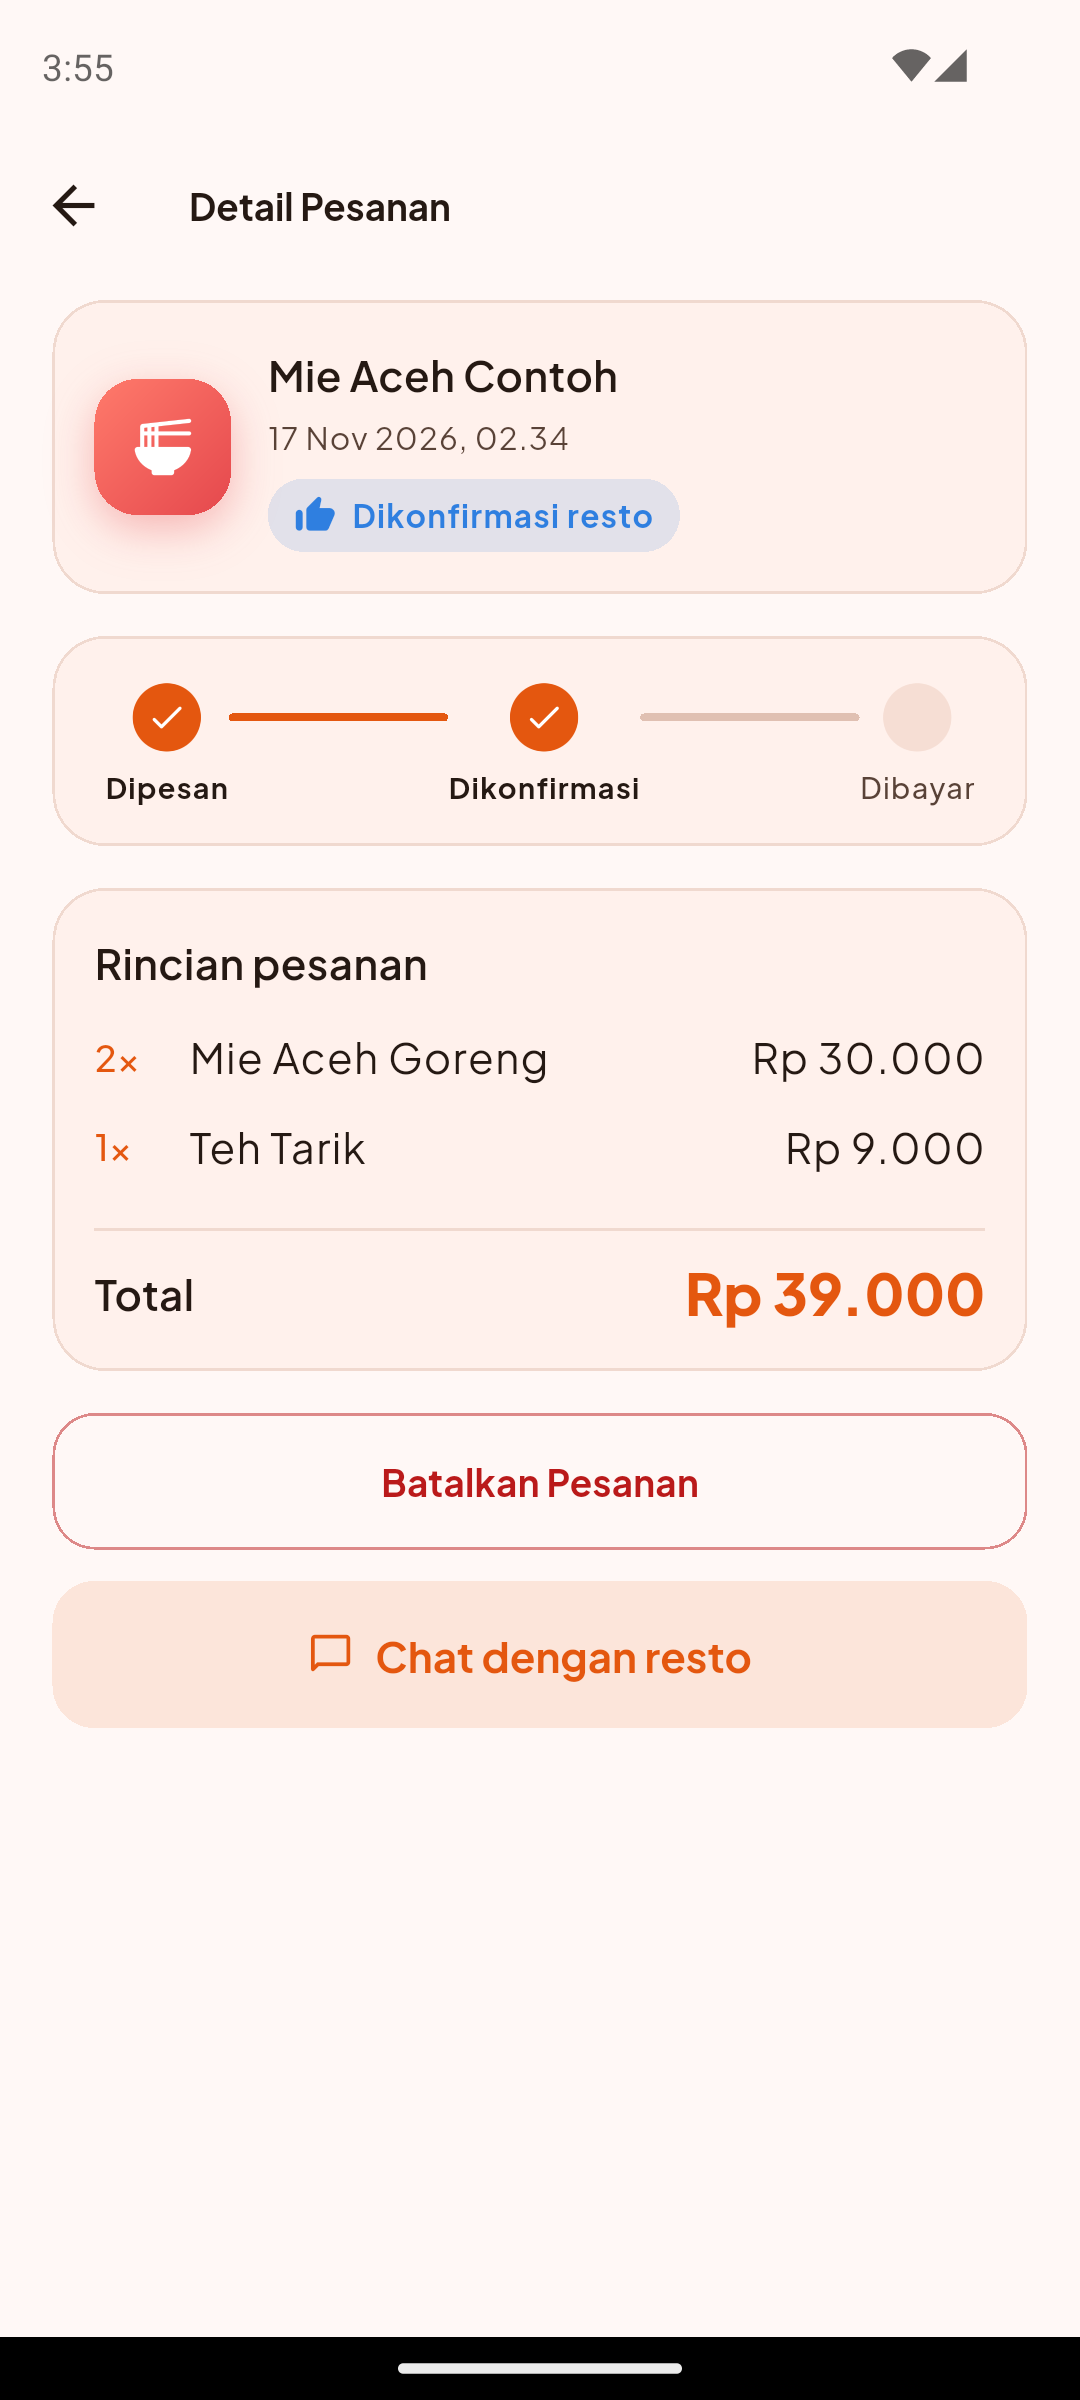 3:55
Detail Pesanan
Mie Aceh Contoh
17 Nov 2026, 02.34
Dikonfirmasi resto
Dipesan Dikonfirmasi Dibayar
Rincian pesanan
2× Mie Aceh Goreng Rp 30.000
1× Teh Tarik Rp 9.000
Total Rp 39.000
Batalkan Pesanan
Chat dengan resto